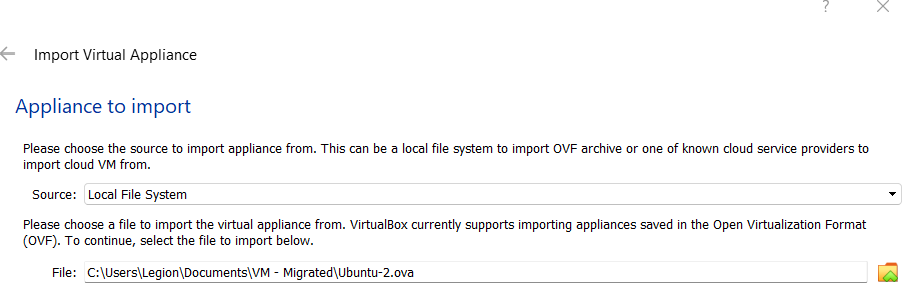 ?
Import Virtual Appliance
Appliance to import
Please choose the source to import appliance from. This can be a local file system to import OVF archive or one of known cloud service providers to
import cloud VM from.
Source: Local File System
Please choose a file to import the virtual appliance from. VirtualBox currently supports importing appliances saved in the Open Virtualization Format
(OVF). To continue, select the file to import below.
File: C:\Users\Legion\Documents\VM - Migrated\Ubuntu-2.ova